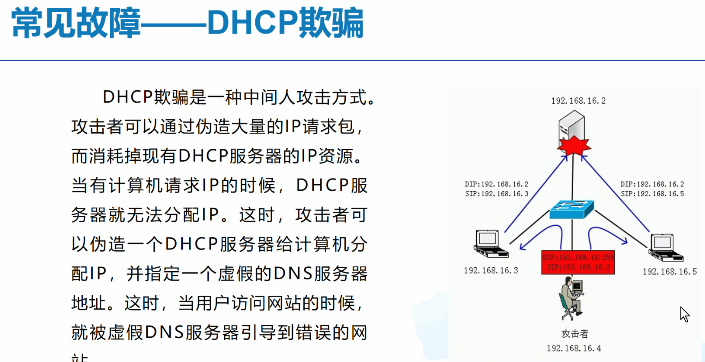 常见故障——DHCP欺骗
DHCP欺骗是一种中间人攻击方式。
攻击者可以通过伪造大量的IP请求包，
而消耗掉现有DHCP服务器的IP资源。
当有计算机请求IP的时候，DHCP服
务器就无法分配IP。这时，攻击者可
以伪造一个DHCP服务器给计算机分
配IP，并指定一个虚假的DNS服务器
地址。这时，当用户访问网站的时候，
就被虚假DNS服务器引导到错误的网
站
192.168.16.2
DIP:192.168.16.2
SIP:192.168.16.3
DIP:192.168.16.2
SIP:192.168.16.5
192.168.16.3
DIP:192.168.16.255
SIP:192.168.16.2
192.168.16.5
攻击者
192.168.16.4